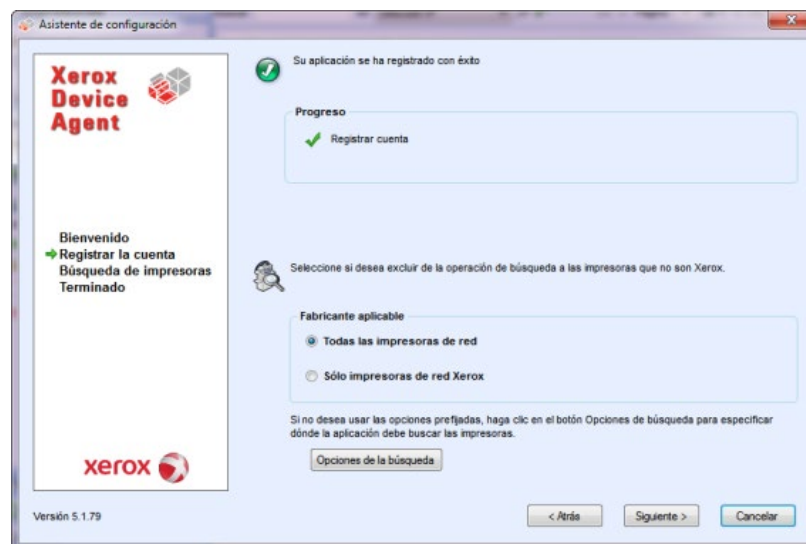 Asistente de configuración
Xerox
Device
Agent
Bienvenido
Registrar la cuenta
Búsqueda de impresoras
Terminado
xerox
Versión 5.1.79
Su aplicación se ha registrado con éxito
Progreso
Registrar cuenta
Seleccione si desea excluir de la operación de búsqueda a las impresoras que no son Xerox.
Fabricante aplicable
Todas las impresoras de red
Sólo impresoras de red Xerox
Si no desea usar las opciones prefijadas, haga clic en el botón Opciones de búsqueda para especificar
dónde la aplicación debe buscar las impresoras.
Opciones de la búsqueda
< Atrás
Siguiente >
Cancelar